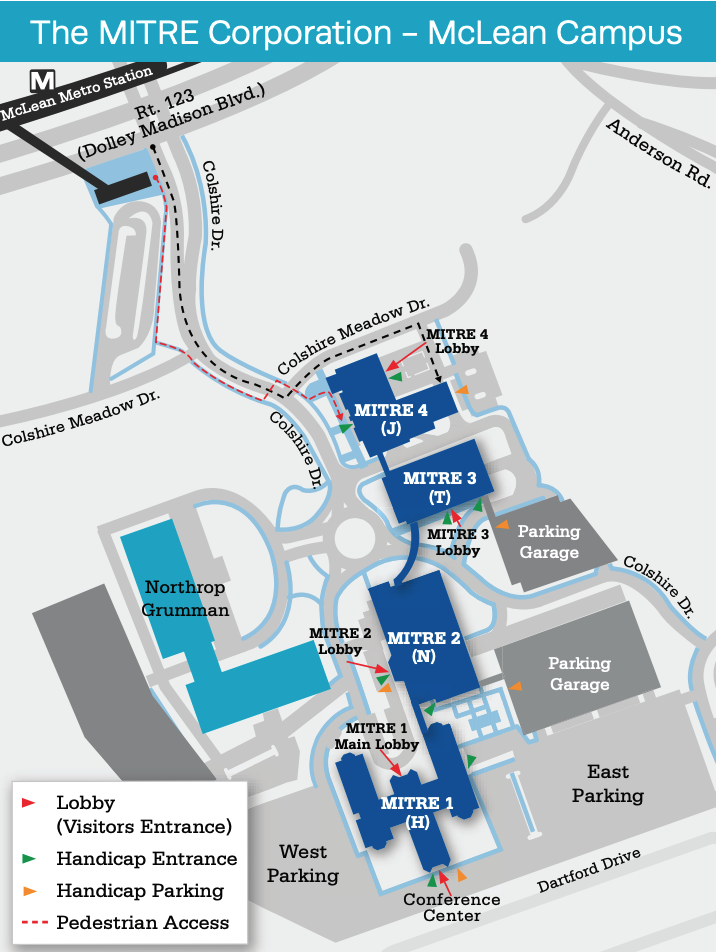 The MITRE Corporation – McLean Campus
M
McLean Metro Station
Rt. 123
(Dolley Madison Blvd.)
Anderson Rd.
Colshire Dr.
Colshire Meadow Dr.
MITRE 4
Lobby
Colshire Meadow Dr.
MITRE 4
(J)
Colshire Dr.
MITRE 3
(T)
MITRE 3
Lobby
Parking
Garage
Colshire Dr.
Northrop
Grumman
MITRE 2
Lobby
MITRE 2
(N)
Parking
Garage
MITRE 1
Main Lobby
East
Parking
MITRE 1
(H)
West
Parking
Dartford Drive
Conference
Center
Lobby
(Visitors Entrance)
Handicap Entrance
Handicap Parking
Pedestrian Access